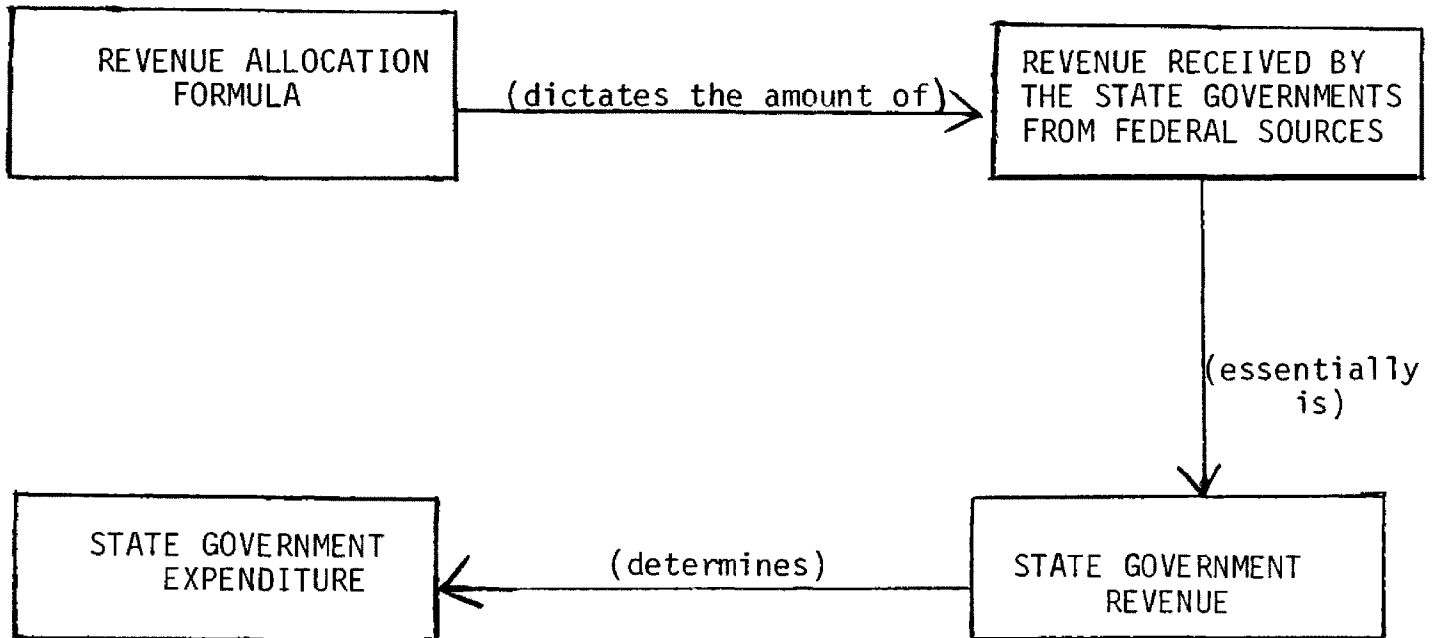 REVENUE ALLOCATION
FORMULA
(dictates the amount of)
REVENUE RECEIVED BY
THE STATE GOVERNMENTS
FROM FEDERAL SOURCES
(essentially
is)
STATE GOVERNMENT
REVENUE
(determines)
STATE GOVERNMENT
EXPENDITURE